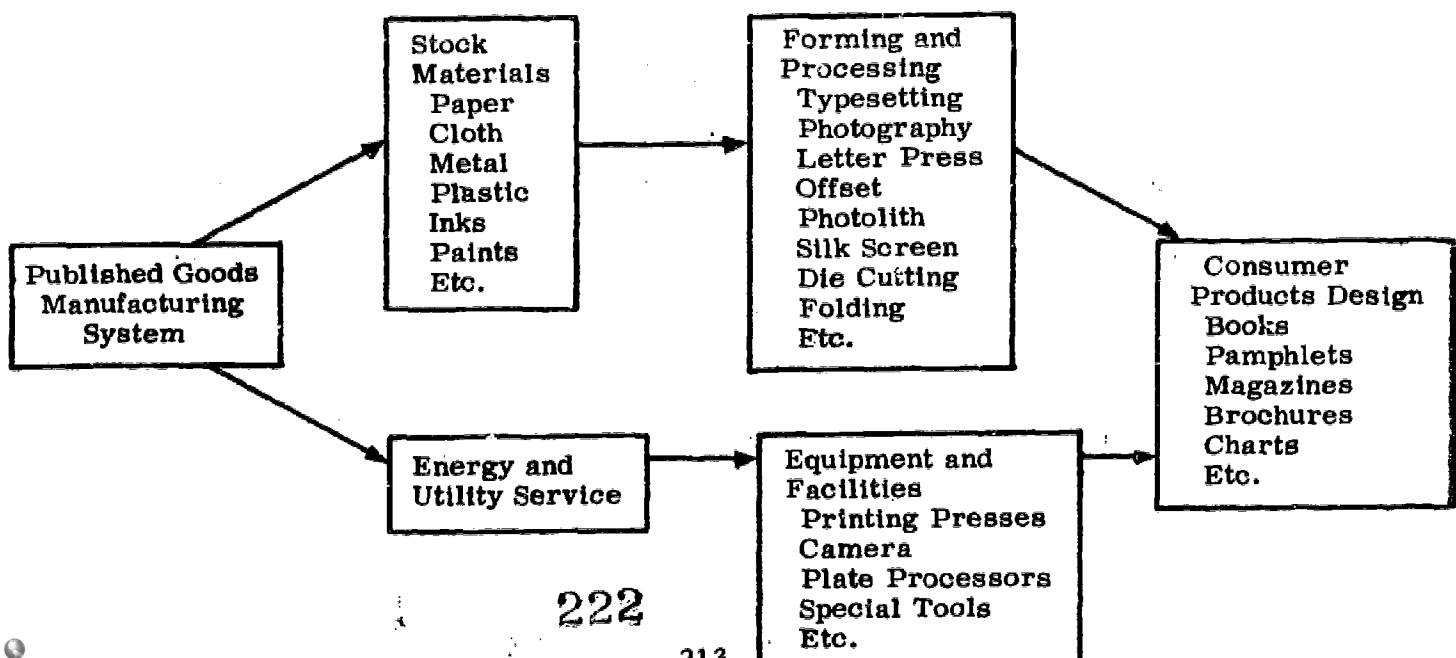 Published Goods
Manufacturing
System
Stock
Materials
Paper
Cloth
Metal
Plastic
Inks
Paints
Etc.
Forming and
Processing
Typesetting
Photography
Letter Press
Offset
Photolith
Silk Screen
Die Cutting
Folding
Etc.
Energy and
Utility Service
Equipment and
Facilities
Printing Presses
Camera
Plate Processors
Special Tools
Etc.
Consumer
Products Design
Books
Pamphlets
Magazines
Brochures
Charts
Etc.
222
213